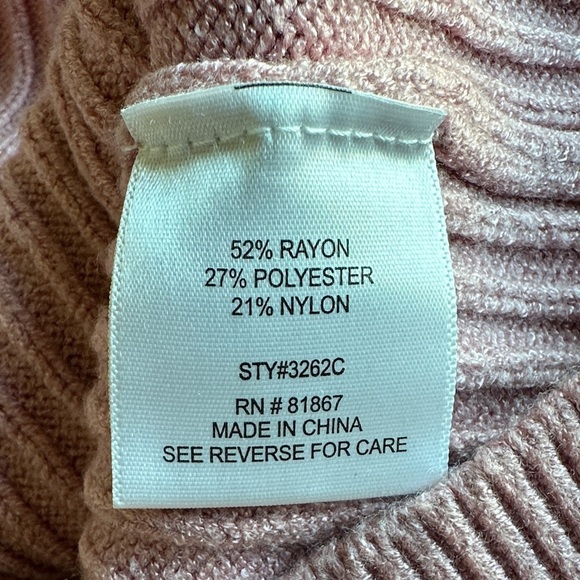 52% RAYON
27% POLYESTER
21% NYLON
STY#3262C
RN # 81867
MADE IN CHINA
SEE REVERSE FOR CARE